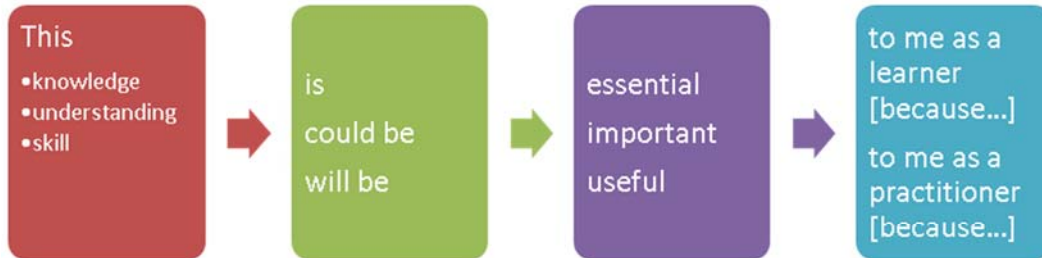 This
•knowledge
•understanding
•skill
is
could be
will be
essential
important
useful
to me as a
learner
[because...]
to me as a
practitioner
[because...]